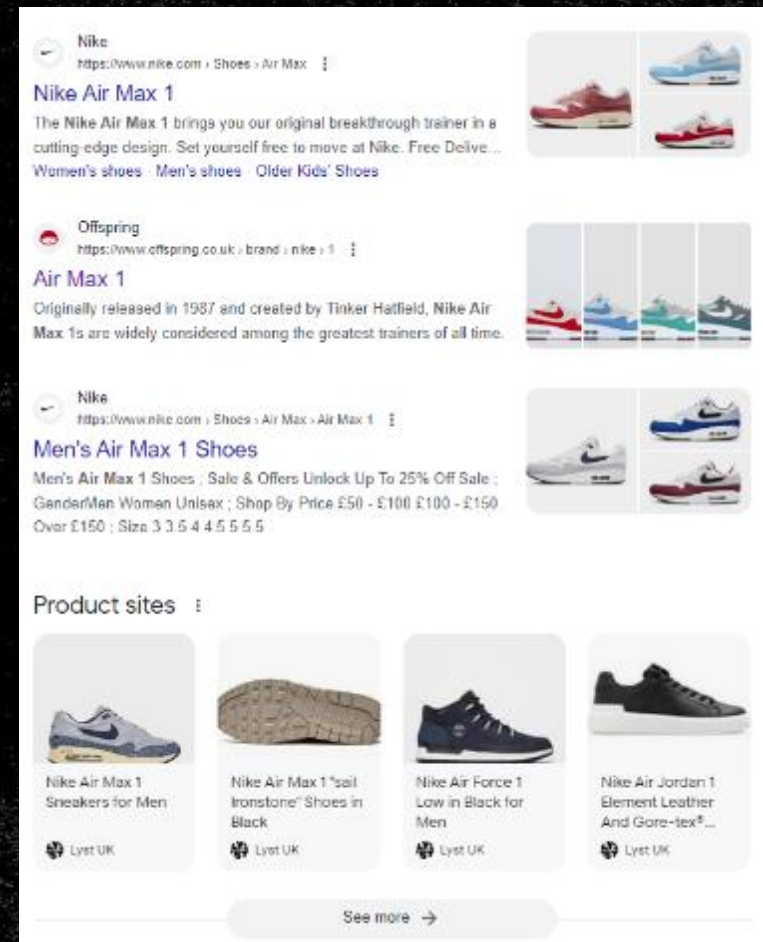 Nike
https://www.nike.com › Shoes › Air Max
Nike Air Max 1
The Nike Air Max 1 brings you our original breakthrough trainer in a
cutting-edge design. Set yourself free to move at Nike. Free Delive...
Women's shoes · Men's shoes · Older Kids' Shoes
Offspring
https://www.offspring.co.uk › brand › nike › 1
Air Max 1
Originally released in 1987 and created by Tinker Hatfield, Nike Air
Max 1s are widely considered among the greatest trainers of all time.
Nike
https://www.nike.com › Shoes › Air Max › Air Max 1
Men's Air Max 1 Shoes
Men's Air Max 1 Shoes ; Sale & Offers Unlock Up To 25% Off Sale ;
GenderMen Women Unisex ; Shop By Price £50 - £100 £100 - £150
Over £150 ; Size 3 3.5 4 4.5 5 5.5
Product sites
Nike Air Max 1
Sneakers for Men
Lyst UK
Nike Air Max 1 "sail
Ironstone" Shoes in
Black
Lyst UK
Nike Air Force 1
Low in Black for
Men
Lyst UK
Nike Air Jordan 1
Element Leather
And Gore-tex®...
Lyst UK
See more →